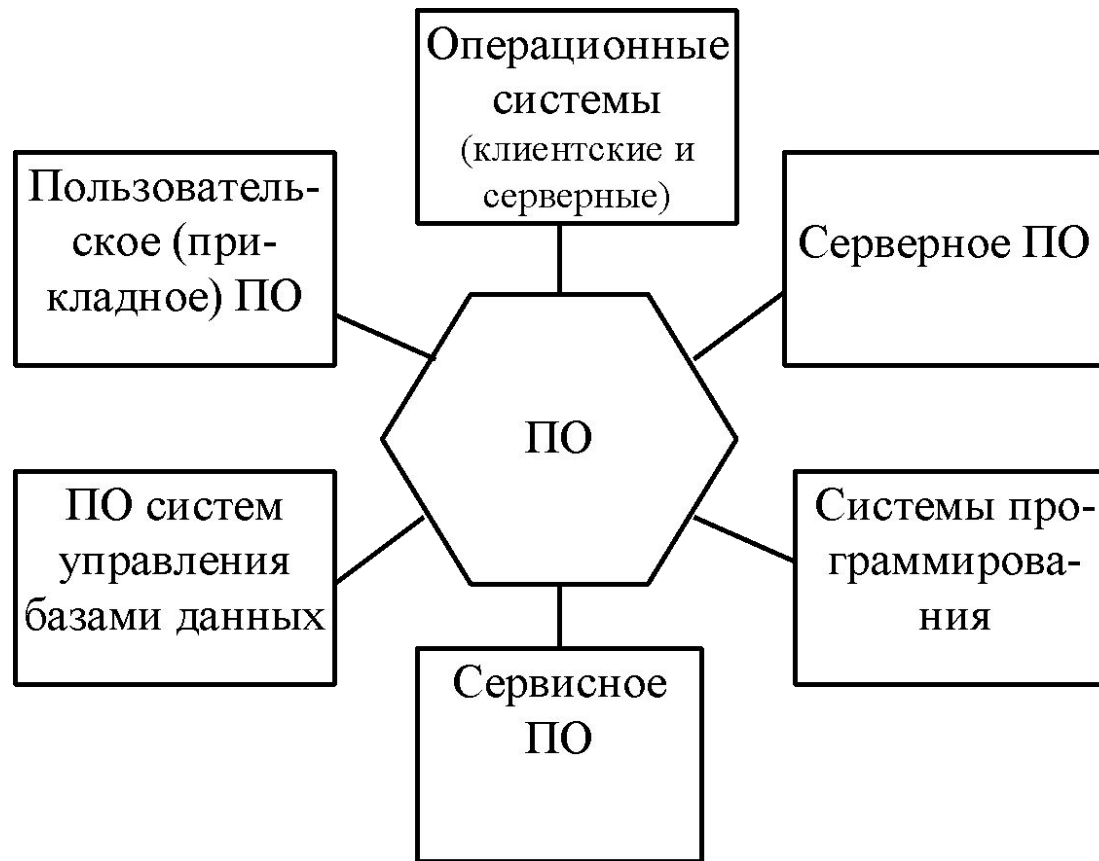 Операционные
системы
(клиентские и
серверные)
Пользователь-
ское (при-
кладное) ПО
Серверное ПО
ПО
ПО систем
управления
базами данных
Системы про-
граммирова-
ния
Сервисное
ПО